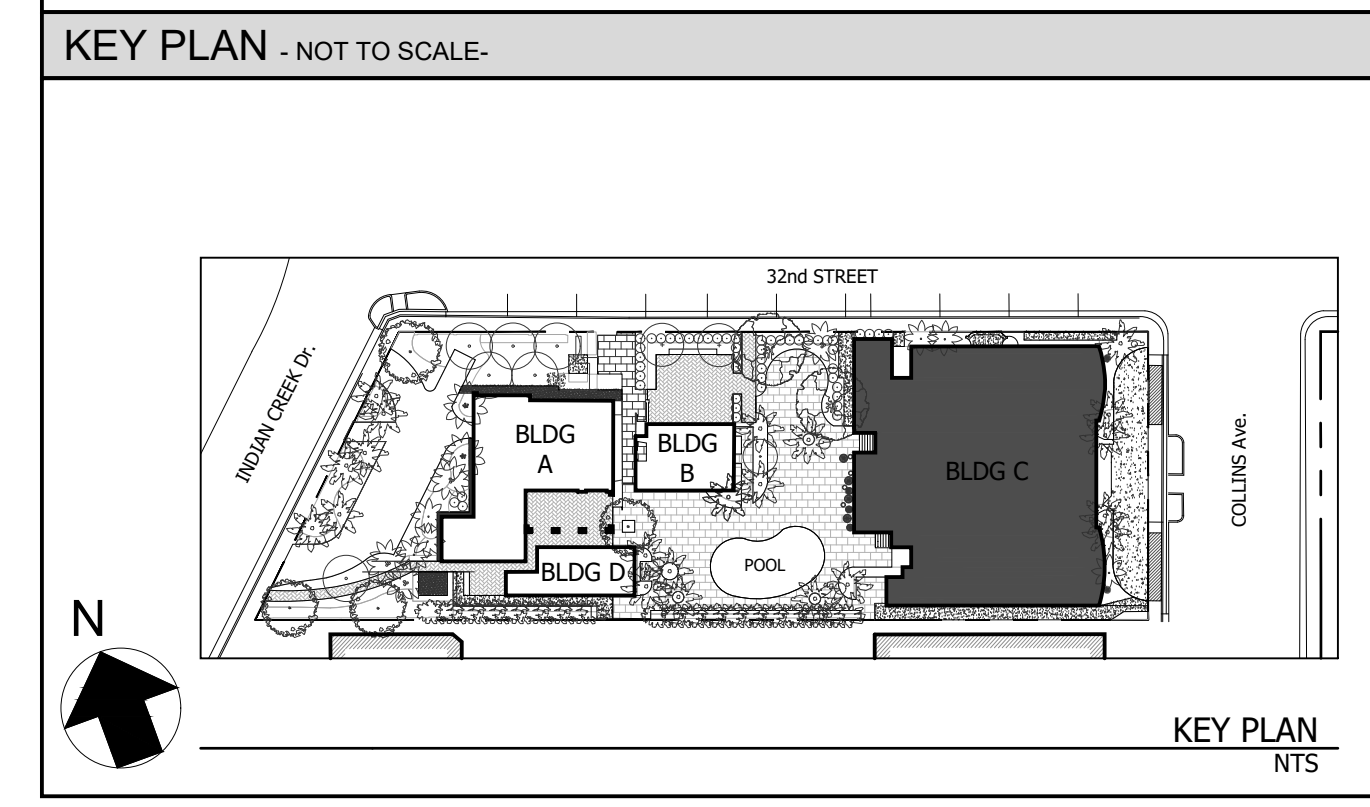 KEY PLAN - NOT TO SCALE-
32nd STREET
INDIAN CREEK Dr.
BLDG
A
BLDG
B
BLDG C
COLLINS Ave.
BLDG D
POOL
N
KEY PLAN
NTS